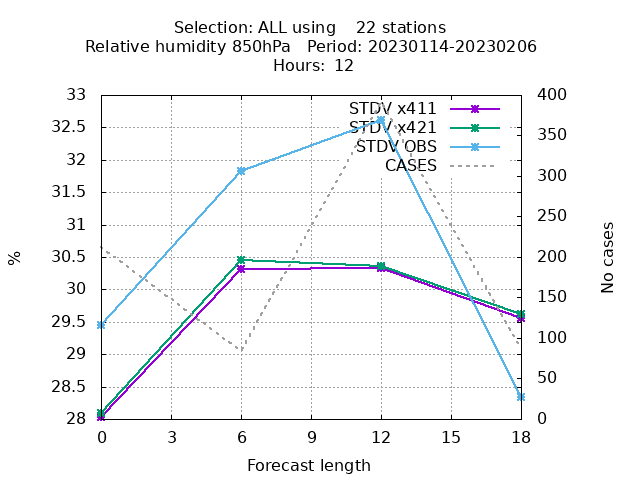 Selection: ALL using    22 stations
Relative humidity 850hPa   Period: 20230114-20230206
Hours:  12
STDV x411
STDV x421
STDV OBS
CASES
33
32.5
32
31.5
31
30.5
30
29.5
29
28.5
28
%
400
350
300
250
200
150
100
50
0
No cases
0 3 6 9 12 15 18
Forecast length